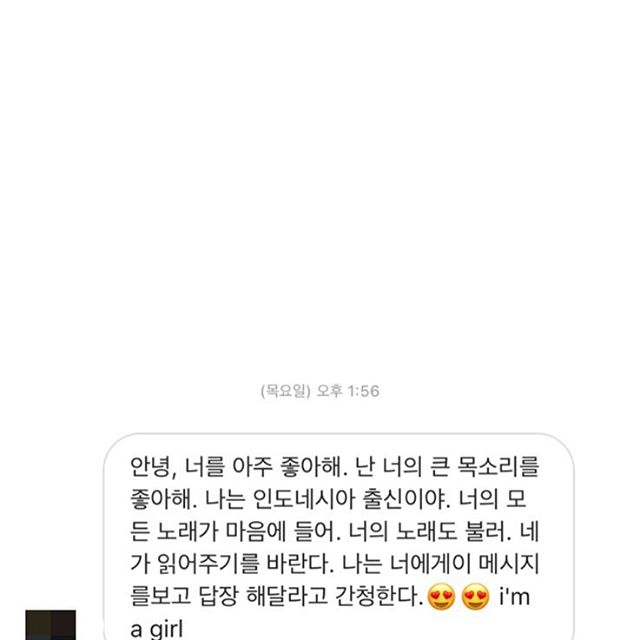 (목요일) 오후 1:56
안녕, 너를 아주 좋아해. 난 너의 큰 목소리를
좋아해. 나는 인도네시아 출신이야. 너의 모
든 노래가 마음에 들어. 너의 노래도 불러. 네
가 읽어주기를 바란다. 나는 너에게이 메시지
를보고 답장 해달라고 간청한다.😍😍 i'm
a girl